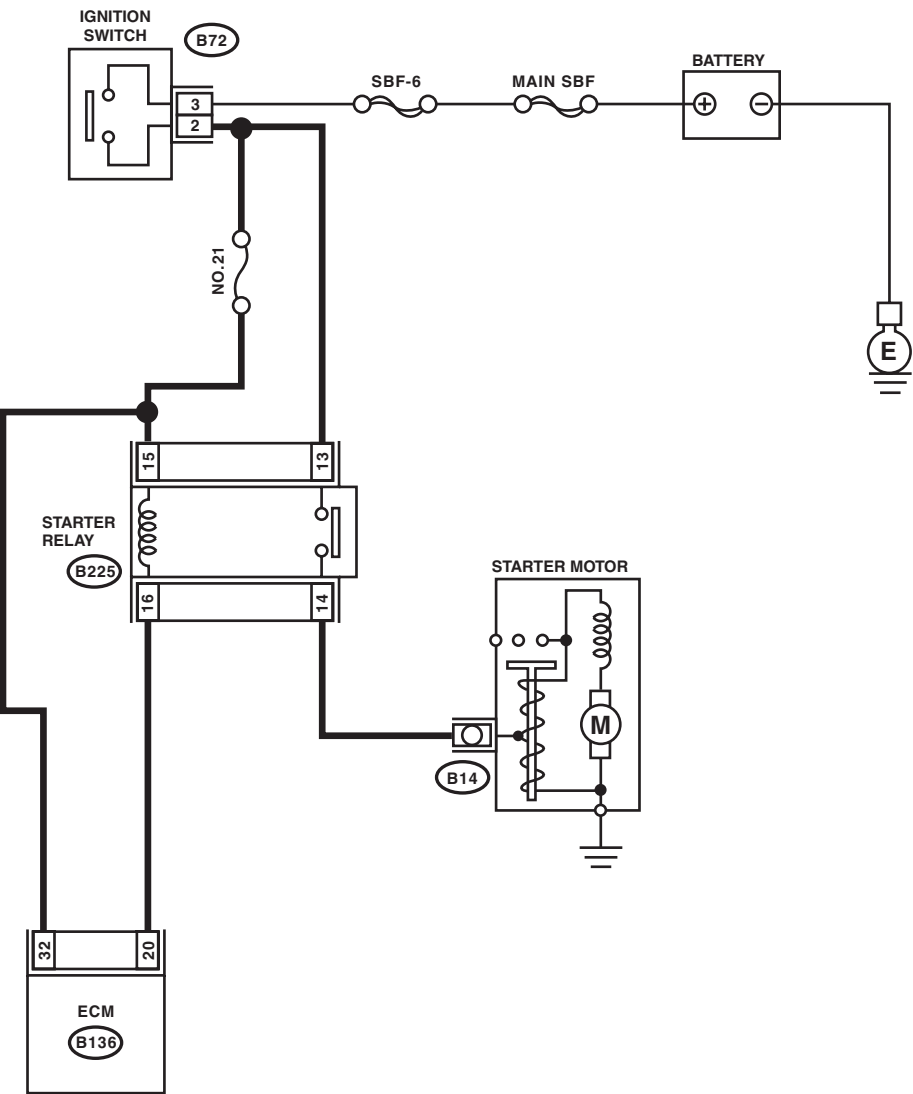 IGNITION
SWITCH
B72
3
2
SBF-6
MAIN SBF
BATTERY
+
−
NO.21
E
15
13
STARTER
RELAY
B225
16
14
STARTER MOTOR
M
B14
32
20
ECM
B136